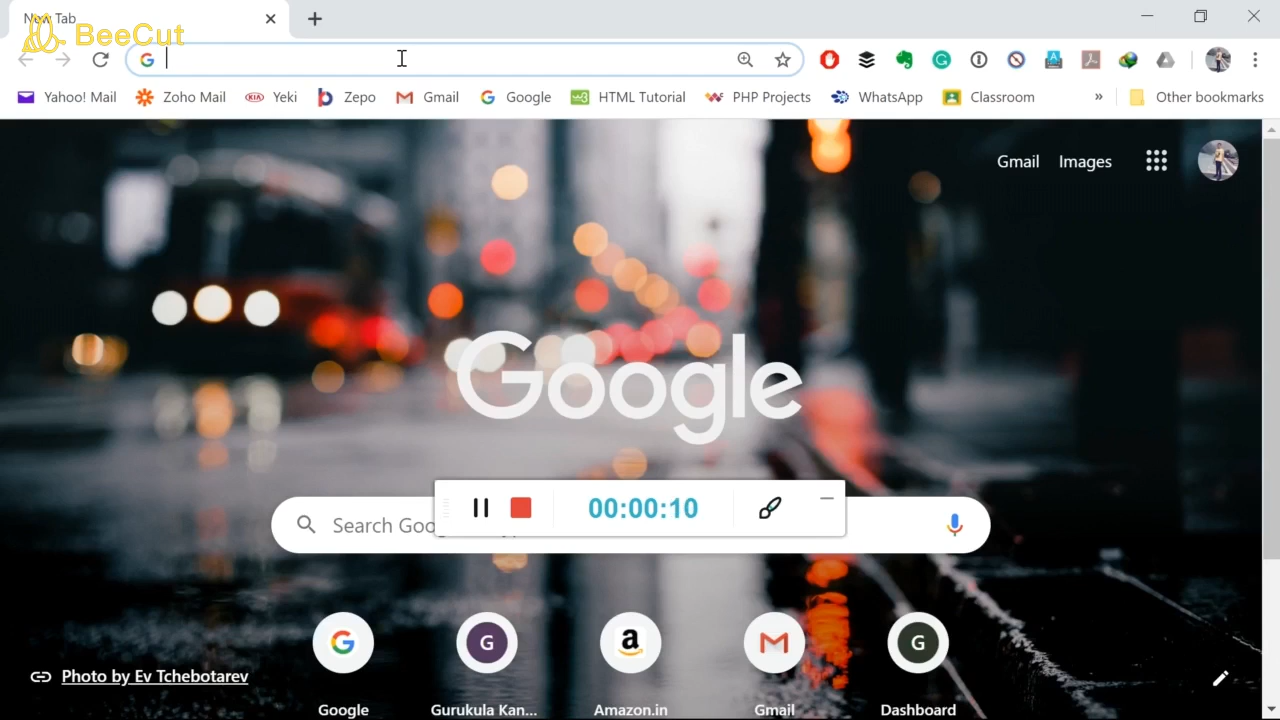 New Tab
BeeCut
Yahoo! Mail
Zoho Mail
Yeki
Zepo
Gmail
Google
HTML Tutorial
PHP Projects
WhatsApp
Classroom
»
Other bookmarks
Gmail
Images
Google
Search Goo
00:00:10
Photo by Ev Tchebotarev
Google
Gurukula Kan...
Amazon.in
Gmail
Dashboard